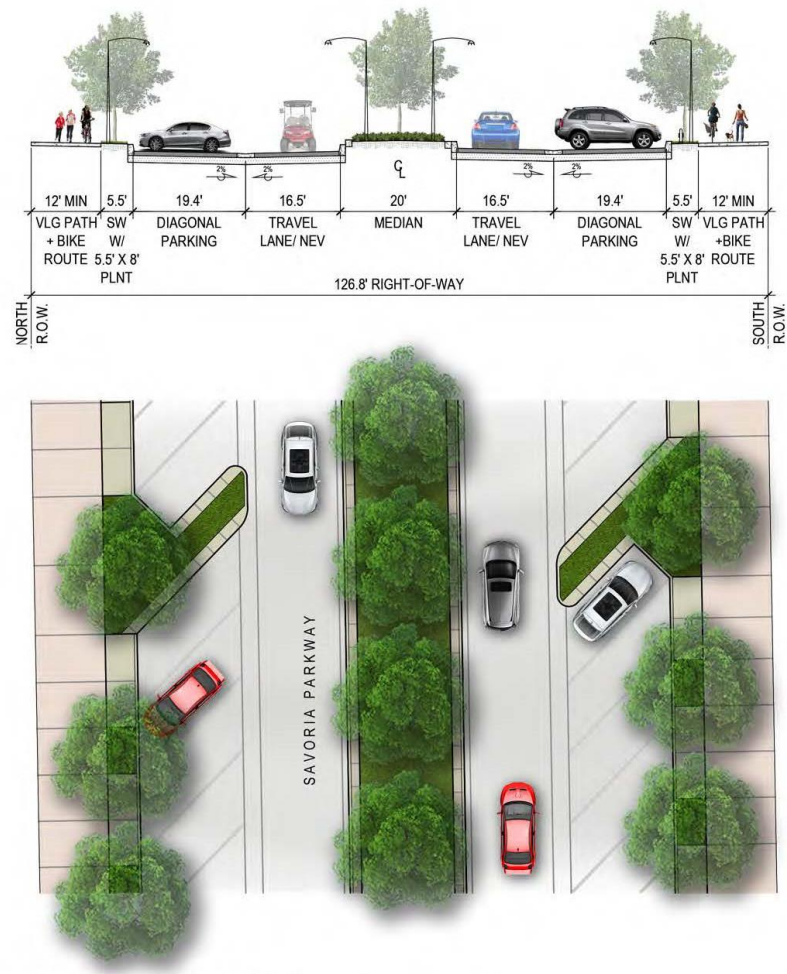 2% 2% C L 2% 2%
12' MIN 5.5' 19.4' 16.5' 20' 16.5' 19.4' 5.5' 12' MIN
VLG PATH
+ BIKE
ROUTE
SW
W/
5.5' X 8'
PLNT
DIAGONAL
PARKING
TRAVEL
LANE/ NEV
MEDIAN
TRAVEL
LANE/ NEV
DIAGONAL
PARKING
SW
W/
5.5' X 8'
PLNT
VLG PATH
+BIKE
ROUTE
126.8' RIGHT-OF-WAY
NORTH
R.O.W.
SOUTH
R.O.W.
SAVORIA PARKWAY